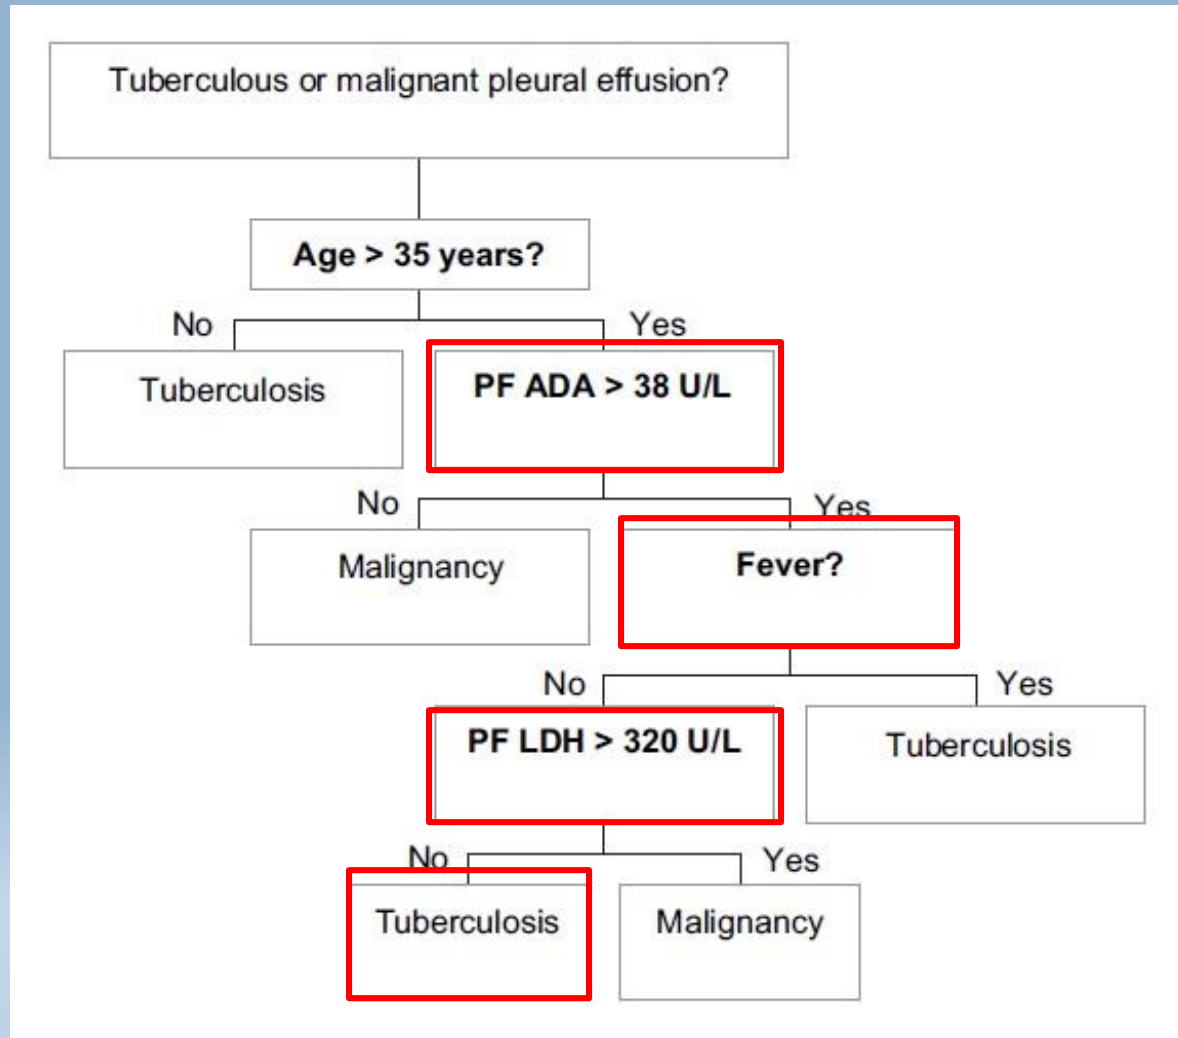 Tuberculous or malignant pleural effusion?
Age > 35 years?
No
Yes
Tuberculosis
PF ADA > 38 U/L
No
Yes
Malignancy
Fever?
No
Yes
PF LDH > 320 U/L
Tuberculosis
No
Yes
Tuberculosis
Malignancy